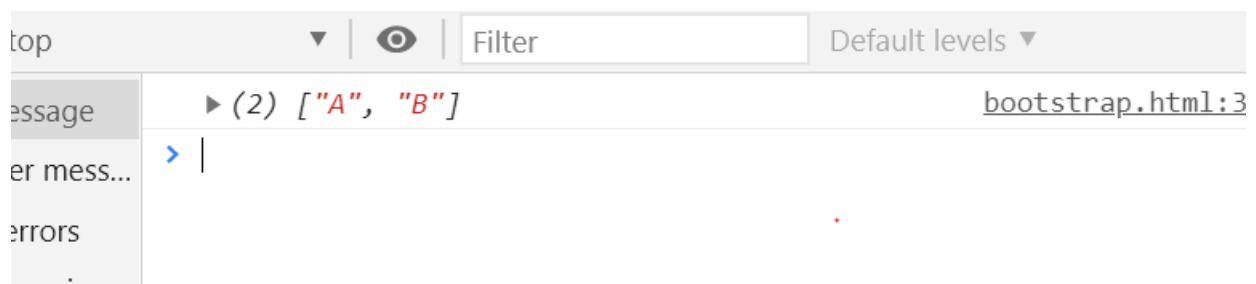 top Filter Default levels
essage (2) ["A", "B"] bootstrap.html:3
er mess...
errors